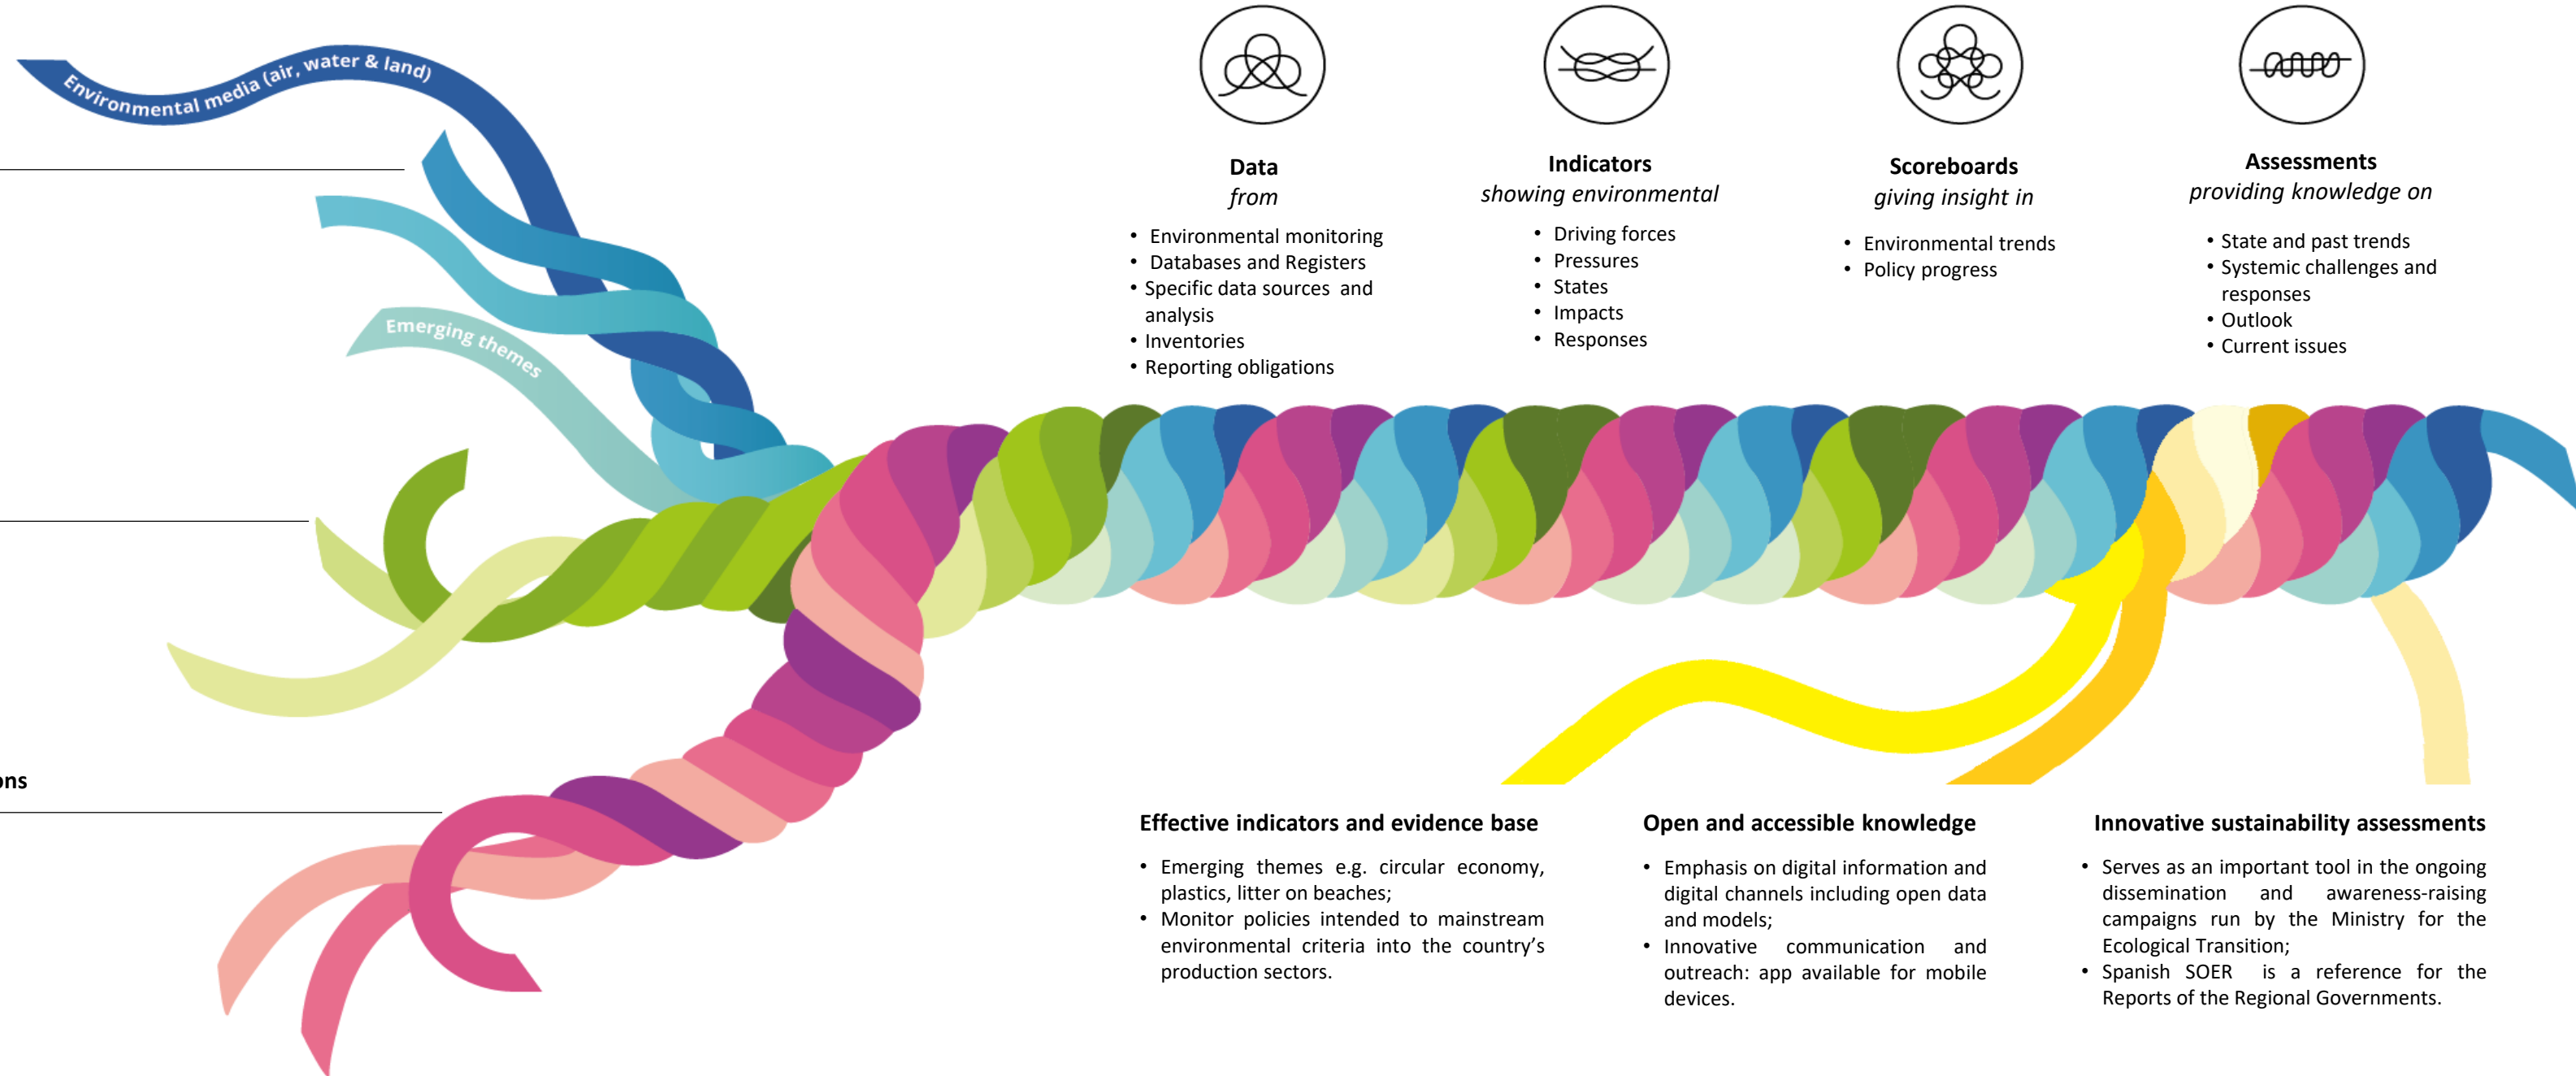 Environmental media (air, water & land)
Emerging themes
ons
Data
from
• Environmental monitoring
• Databases and Registers
• Specific data sources and
analysis
• Inventories
• Reporting obligations
Indicators
showing environmental
• Driving forces
• Pressures
• States
• Impacts
• Responses
Scoreboards
giving insight in
• Environmental trends
• Policy progress
Assessments
providing knowledge on
• State and past trends
• Systemic challenges and
responses
• Outlook
• Current issues
Effective indicators and evidence base
• Emerging themes e.g. circular economy,
plastics, litter on beaches;
• Monitor policies intended to mainstream
environmental criteria into the country’s
production sectors.
Open and accessible knowledge
• Emphasis on digital information and
digital channels including open data
and models;
• Innovative communication and
outreach: app available for mobile
devices.
Innovative sustainability assessments
• Serves as an important tool in the ongoing
dissemination and awareness-raising
campaigns run by the Ministry for the
Ecological Transition;
• Spanish SOER is a reference for the
Reports of the Regional Governments.